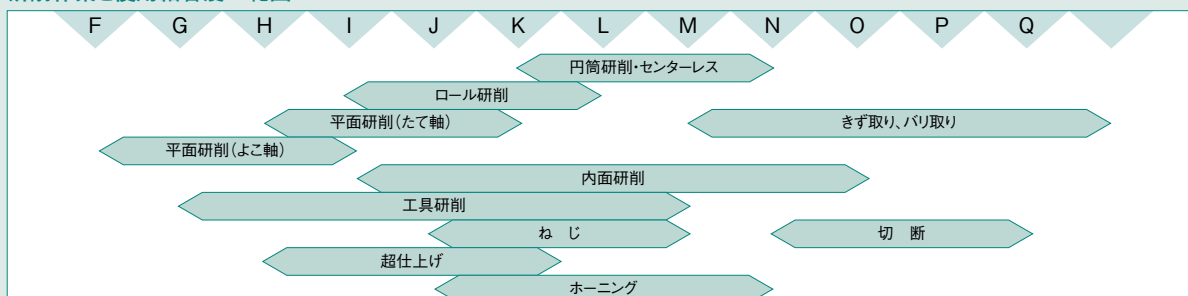 F G H I J K L M N O P Q
円筒研削・センターレス
ロール研削
平面研削(たて軸) きず取り、バリ取り
平面研削(よこ軸)
内面研削
工具研削
ね じ 切 断
超仕上げ
ホーニング